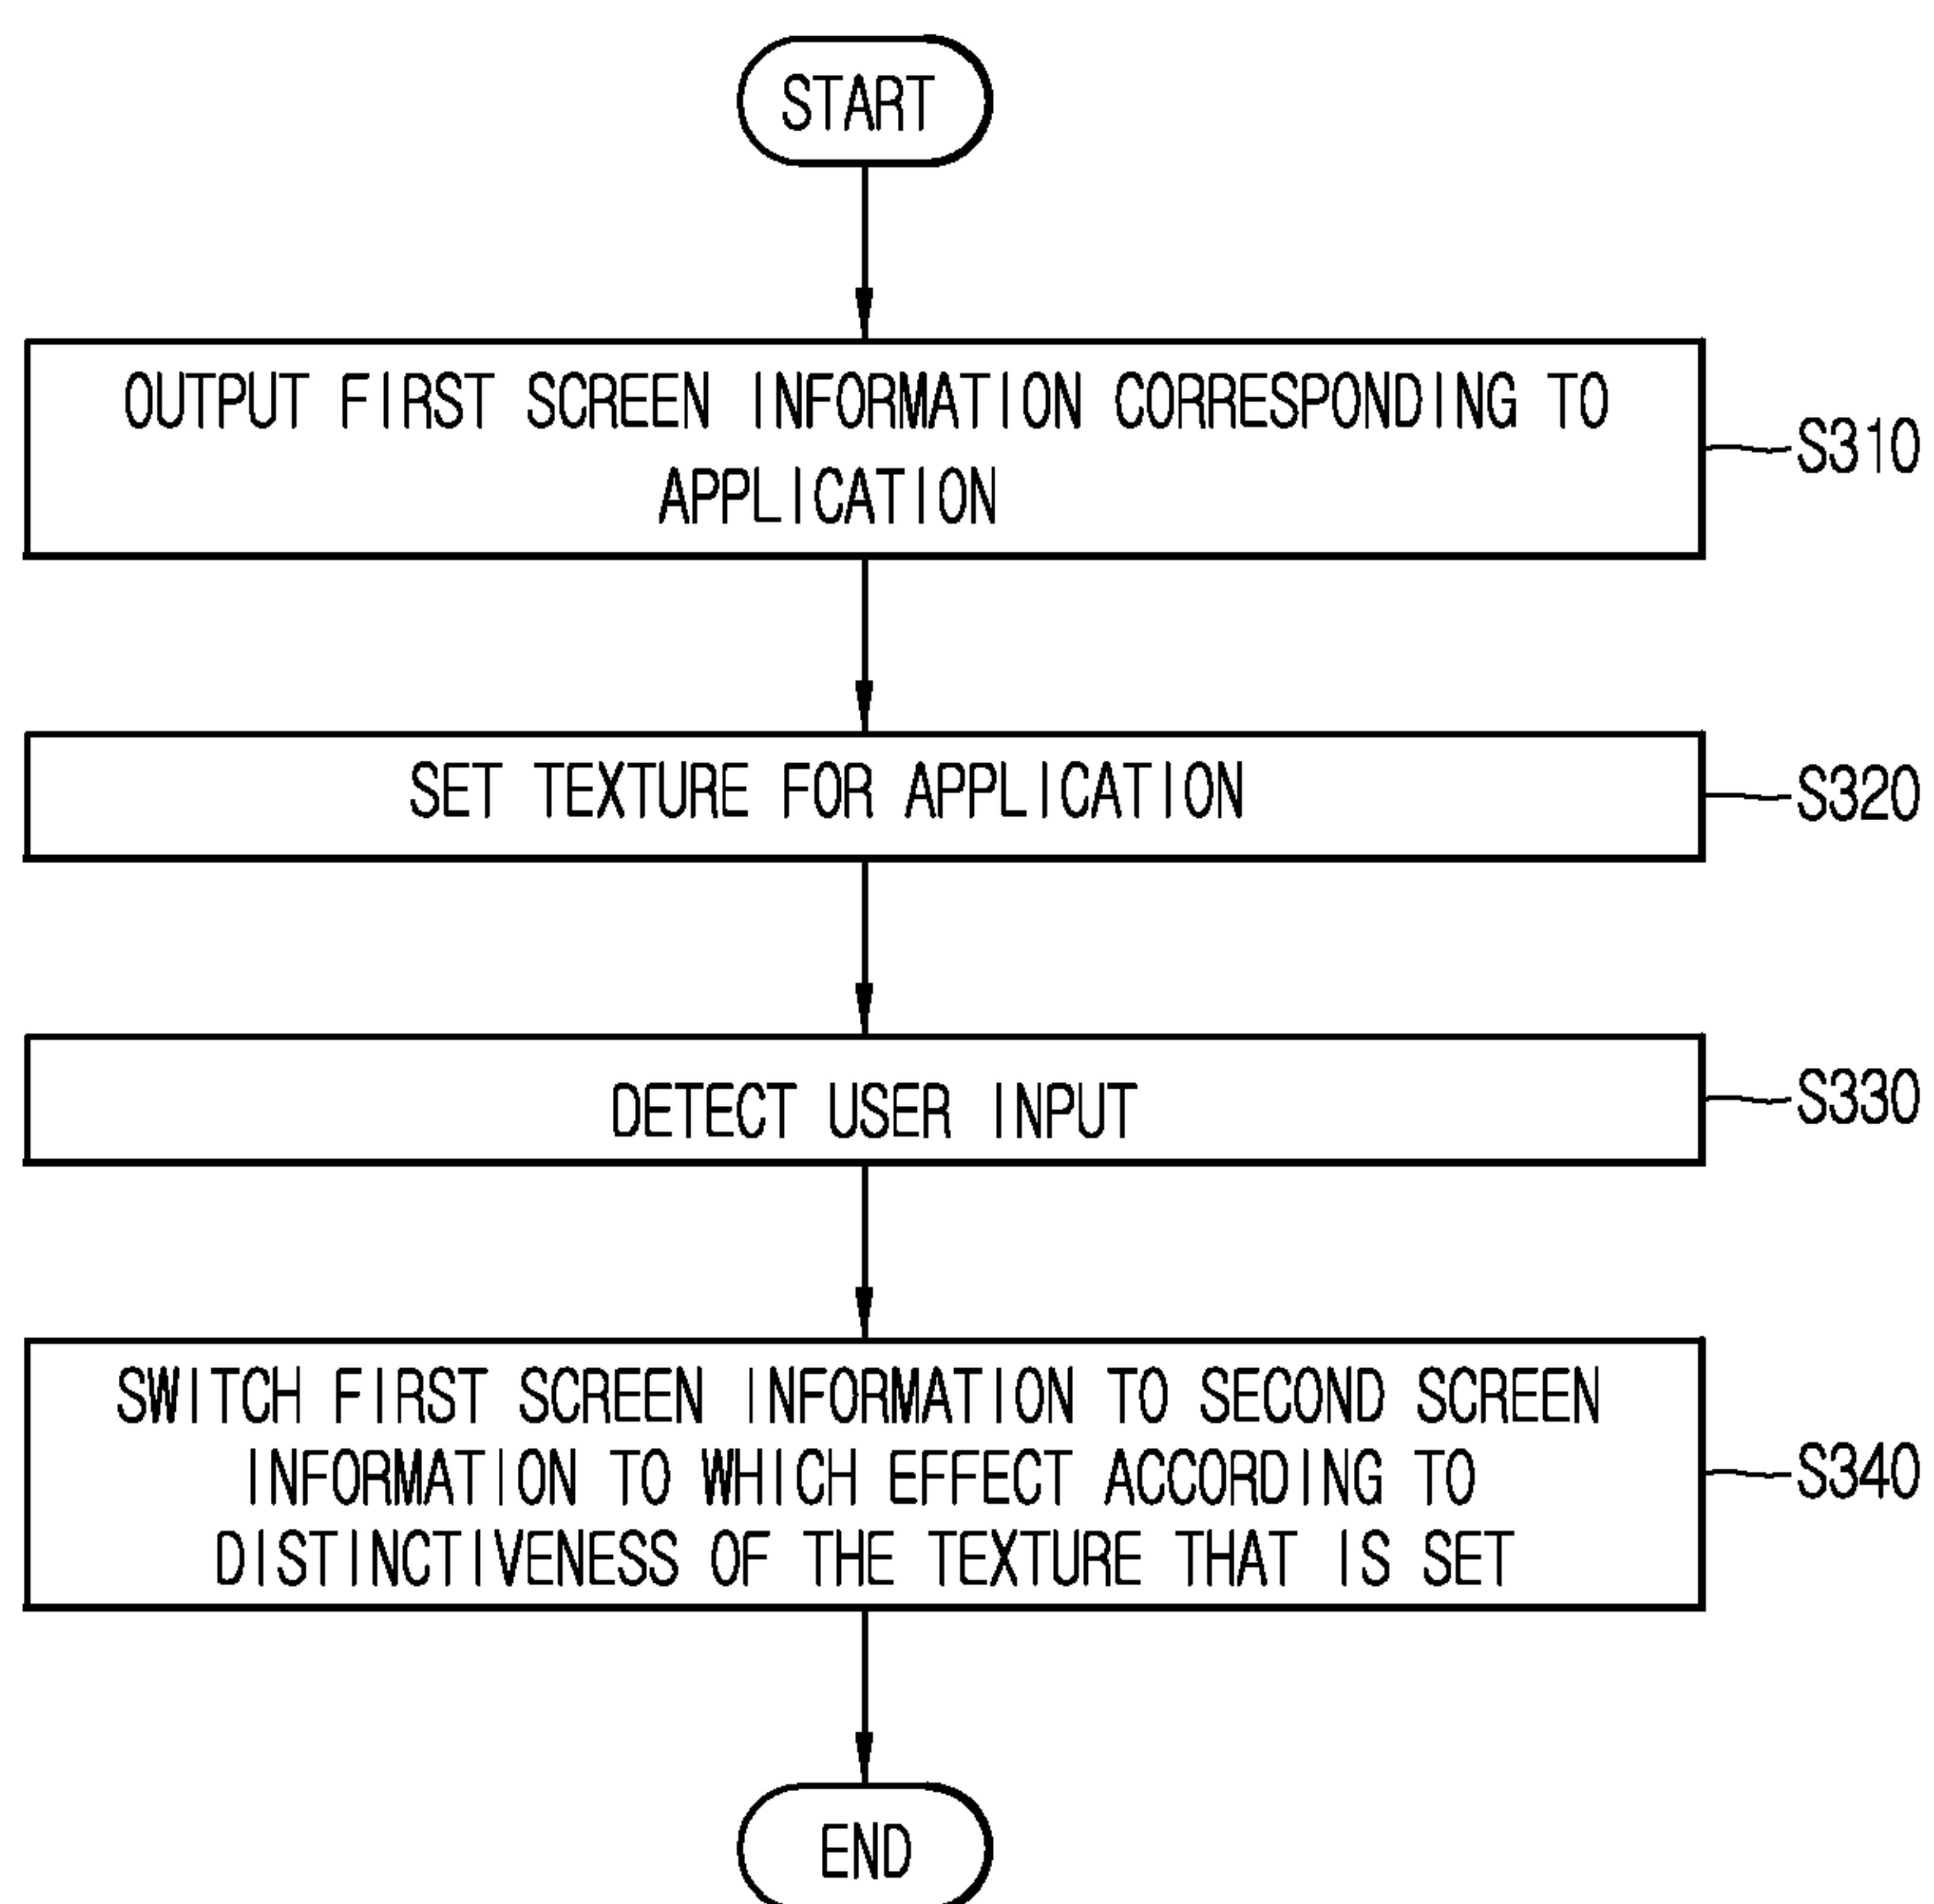 START
OUTPUT FIRST SCREEN INFORMATION CORRESPONDING TO
APPLICATION
S310
SET TEXTURE FOR APPLICATION
S320
DETECT USER INPUT
S330
SWITCH FIRST SCREEN INFORMATION TO SECOND SCREEN
INFORMATION TO WHICH EFFECT ACCORDING TO
DISTINCTIVENESS OF THE TEXTURE THAT IS SET
S340
END